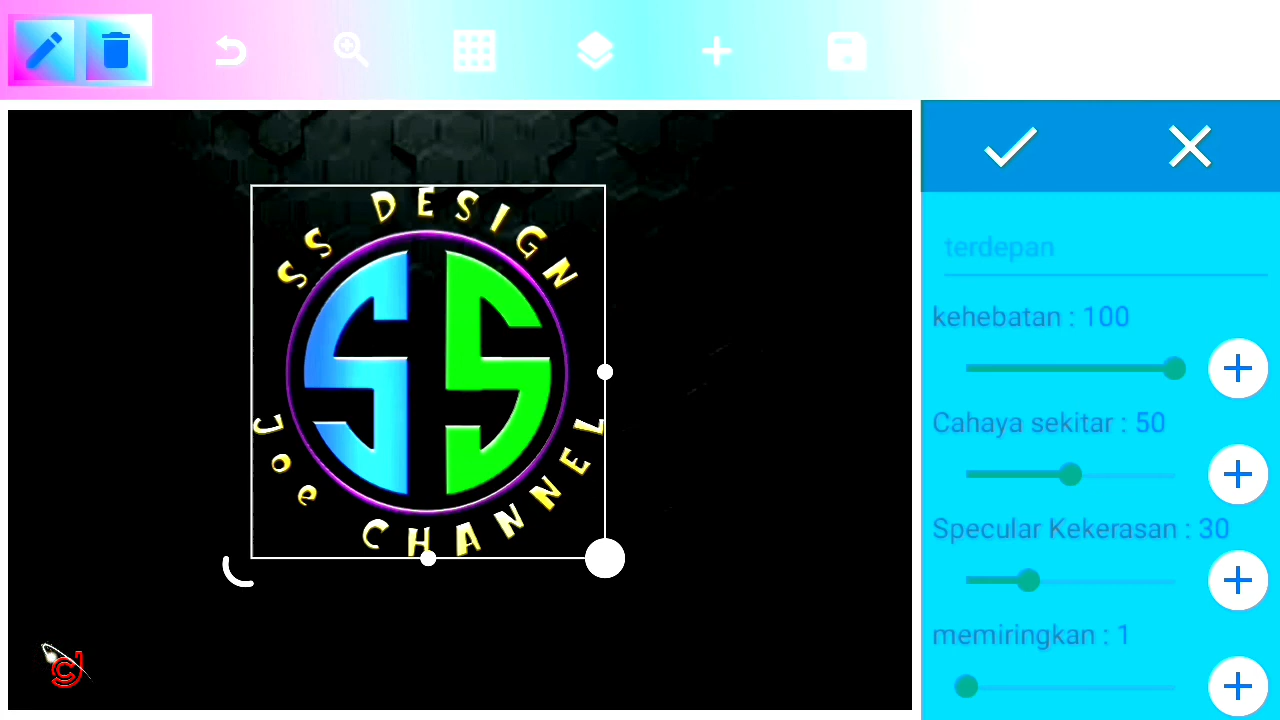 SS DESIGN
SS
Joe CHANNEL
terdepan
kehebatan : 100
Cahaya sekitar : 50
Specular Kekerasan : 30
memiringkan : 1